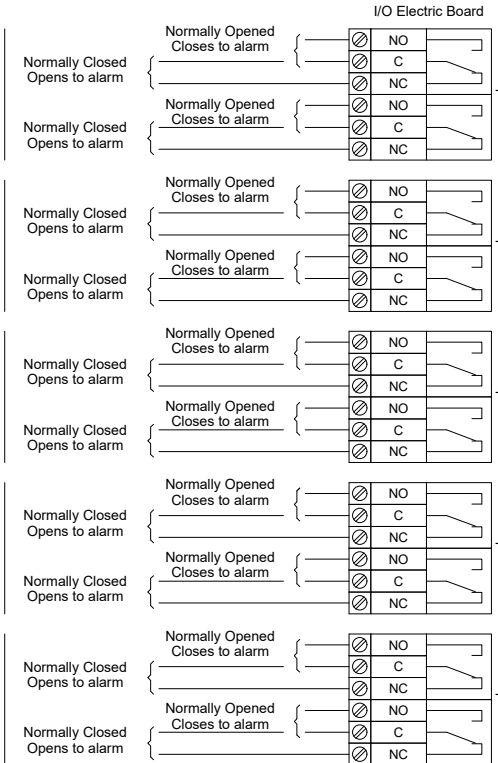 I/O Electric Board
Normally Opened
Closes to alarm
NO
Normally Closed
Opens to alarm
C
NC
Normally Opened
Closes to alarm
NO
Normally Closed
Opens to alarm
C
NC
Normally Opened
Closes to alarm
NO
Normally Closed
Opens to alarm
C
NC
Normally Opened
Closes to alarm
NO
Normally Closed
Opens to alarm
C
NC
Normally Opened
Closes to alarm
NO
Normally Closed
Opens to alarm
C
NC
Normally Opened
Closes to alarm
NO
Normally Closed
Opens to alarm
C
NC
Normally Opened
Closes to alarm
NO
Normally Closed
Opens to alarm
C
NC
Normally Opened
Closes to alarm
NO
Normally Closed
Opens to alarm
C
NC
Normally Opened
Closes to alarm
NO
Normally Closed
Opens to alarm
C
NC
Normally Opened
Closes to alarm
NO
Normally Closed
Opens to alarm
C
NC